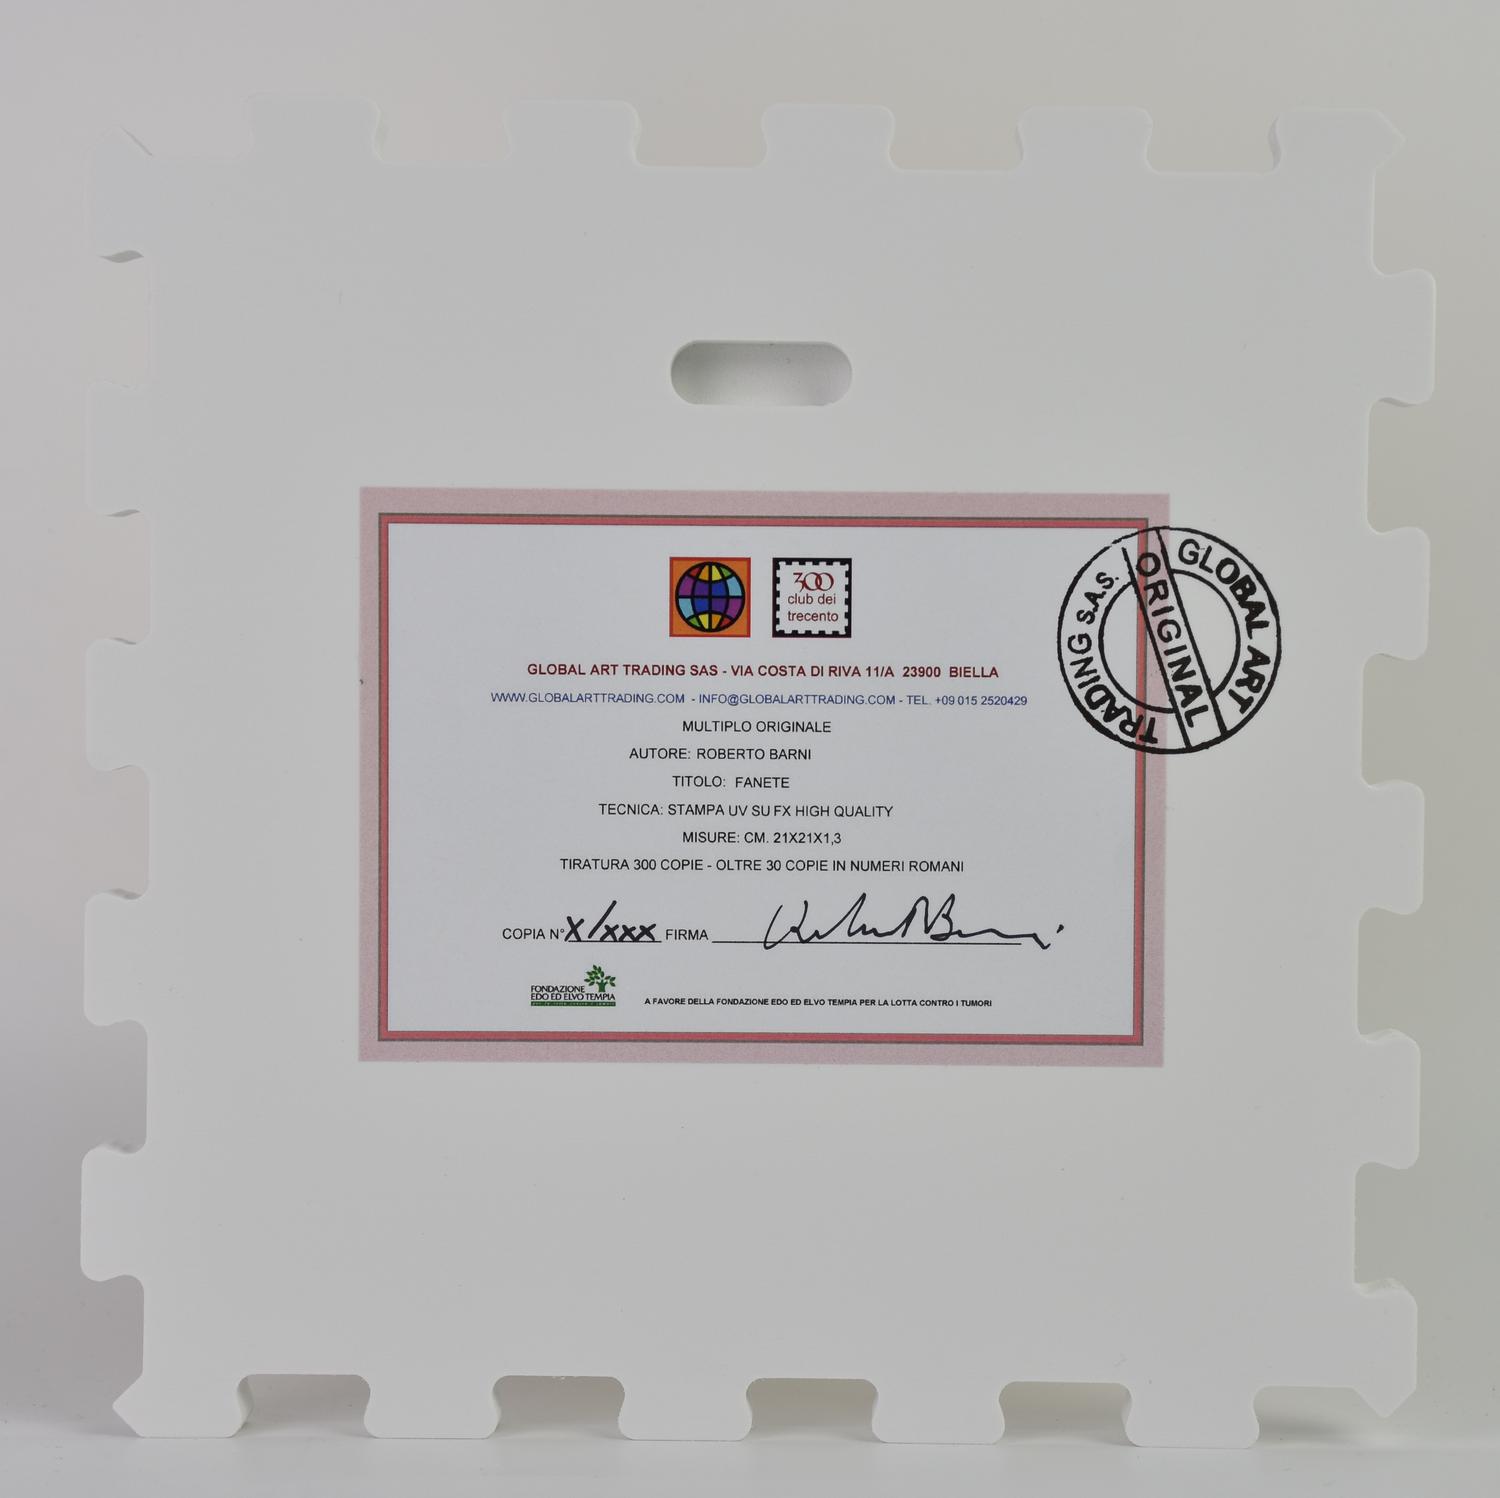 300
club dei
trecento
GLOBAL ART TRADING SAS - VIA COSTA DI RIVA 11/A 23900 BIELLA
WWW.GLOBALARTTRADING.COM - INFO@GLOBALARTTRADING.COM - TEL. +09 015 2520429
MULTIPLO ORIGINALE
AUTORE: ROBERTO BARNI
TITOLO: FANETE
TECNICA: STAMPA UV SU FX HIGH QUALITY
MISURE: CM. 21X21X1,3
TIRATURA 300 COPIE - OLTRE 30 COPIE IN NUMERI ROMANI
COPIA N° X/XXX FIRMA
FONDAZIONE
EDO ED ELVO TEMPIA
A FAVORE DELLA FONDAZIONE EDO ED ELVO TEMPIA PER LA LOTTA CONTRO I TUMORI
GLOBAL ART
TRADING S.A.S.
ORIGINAL